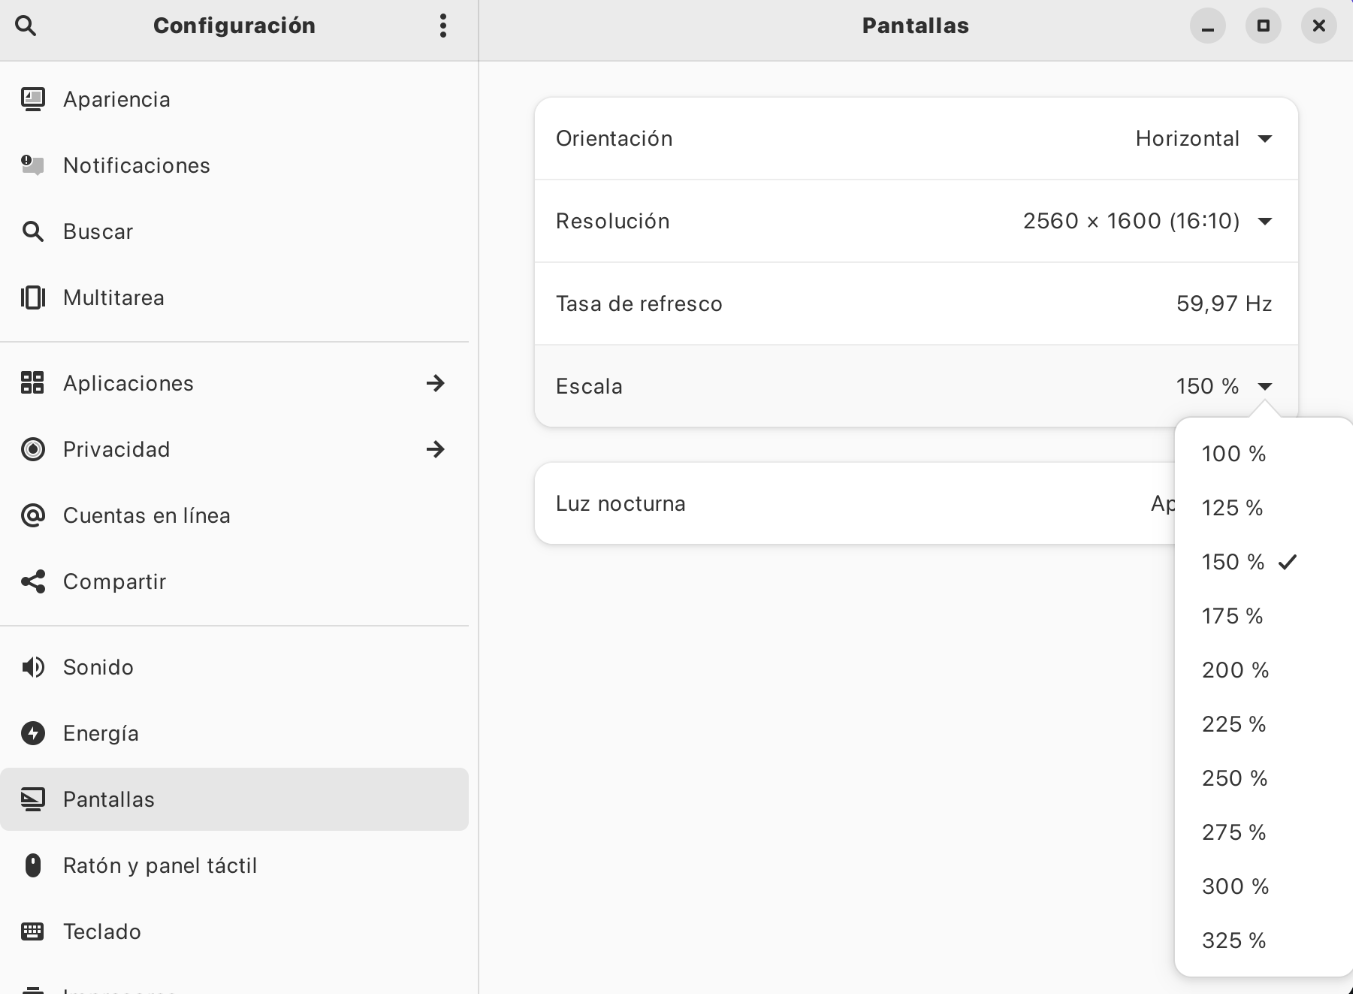 Configuración
Apariencia
Notificaciones
Buscar
Multitarea
Aplicaciones
Privacidad
Cuentas en línea
Compartir
Sonido
Energía
Pantallas
Ratón y panel táctil
Teclado
Pantallas
Orientación Horizontal
Resolución 2560 × 1600 (16:10)
Tasa de refresco 59,97 Hz
Escala 150 %
Luz nocturna Ap
100 %
125 %
150 %
175 %
200 %
225 %
250 %
275 %
300 %
325 %